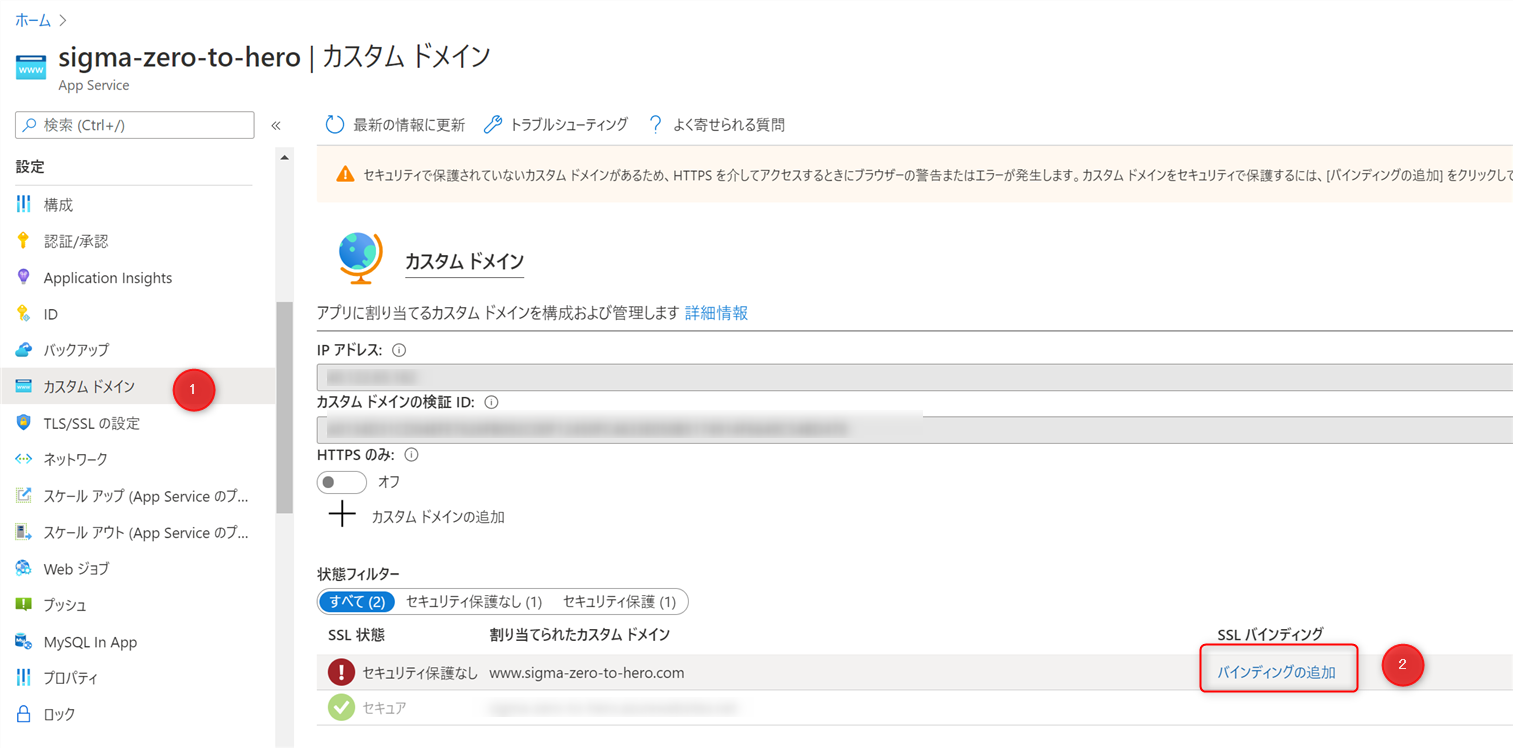 ホーム >
www
sigma-zero-to-hero | カスタム ドメイン
App Service
検索 (Ctrl+/)
«
最新の情報に更新 トラブルシューティング ? よく寄せられる質問
設定
構成
認証/承認
Application Insights
ID
バックアップ
カスタム ドメイン
1
TLS/SSL の設定
ネットワーク
スケール アップ (App Service のプ...
スケール アウト (App Service のプ...
Web ジョブ
プッシュ
MySQL In App
プロパティ
ロック
セキュリティで保護されていないカスタム ドメインがあるため、HTTPS を介してアクセスするときにブラウザーの警告またはエラーが発生します。カスタム ドメインをセキュリティで保護するには、[バインディングの追加] をクリックして
カスタム ドメイン
アプリに割り当てるカスタム ドメインを構成および管理します 詳細情報
IP アドレス:
カスタム ドメインの検証 ID:
HTTPS のみ:
オフ
カスタム ドメインの追加
状態フィルター
すべて (2) セキュリティ保護なし (1) セキュリティ保護 (1)
SSL 状態 割り当てられたカスタム ドメイン SSL バインディング
セキュリティ保護なし www.sigma-zero-to-hero.com バインディングの追加
2
セキュア